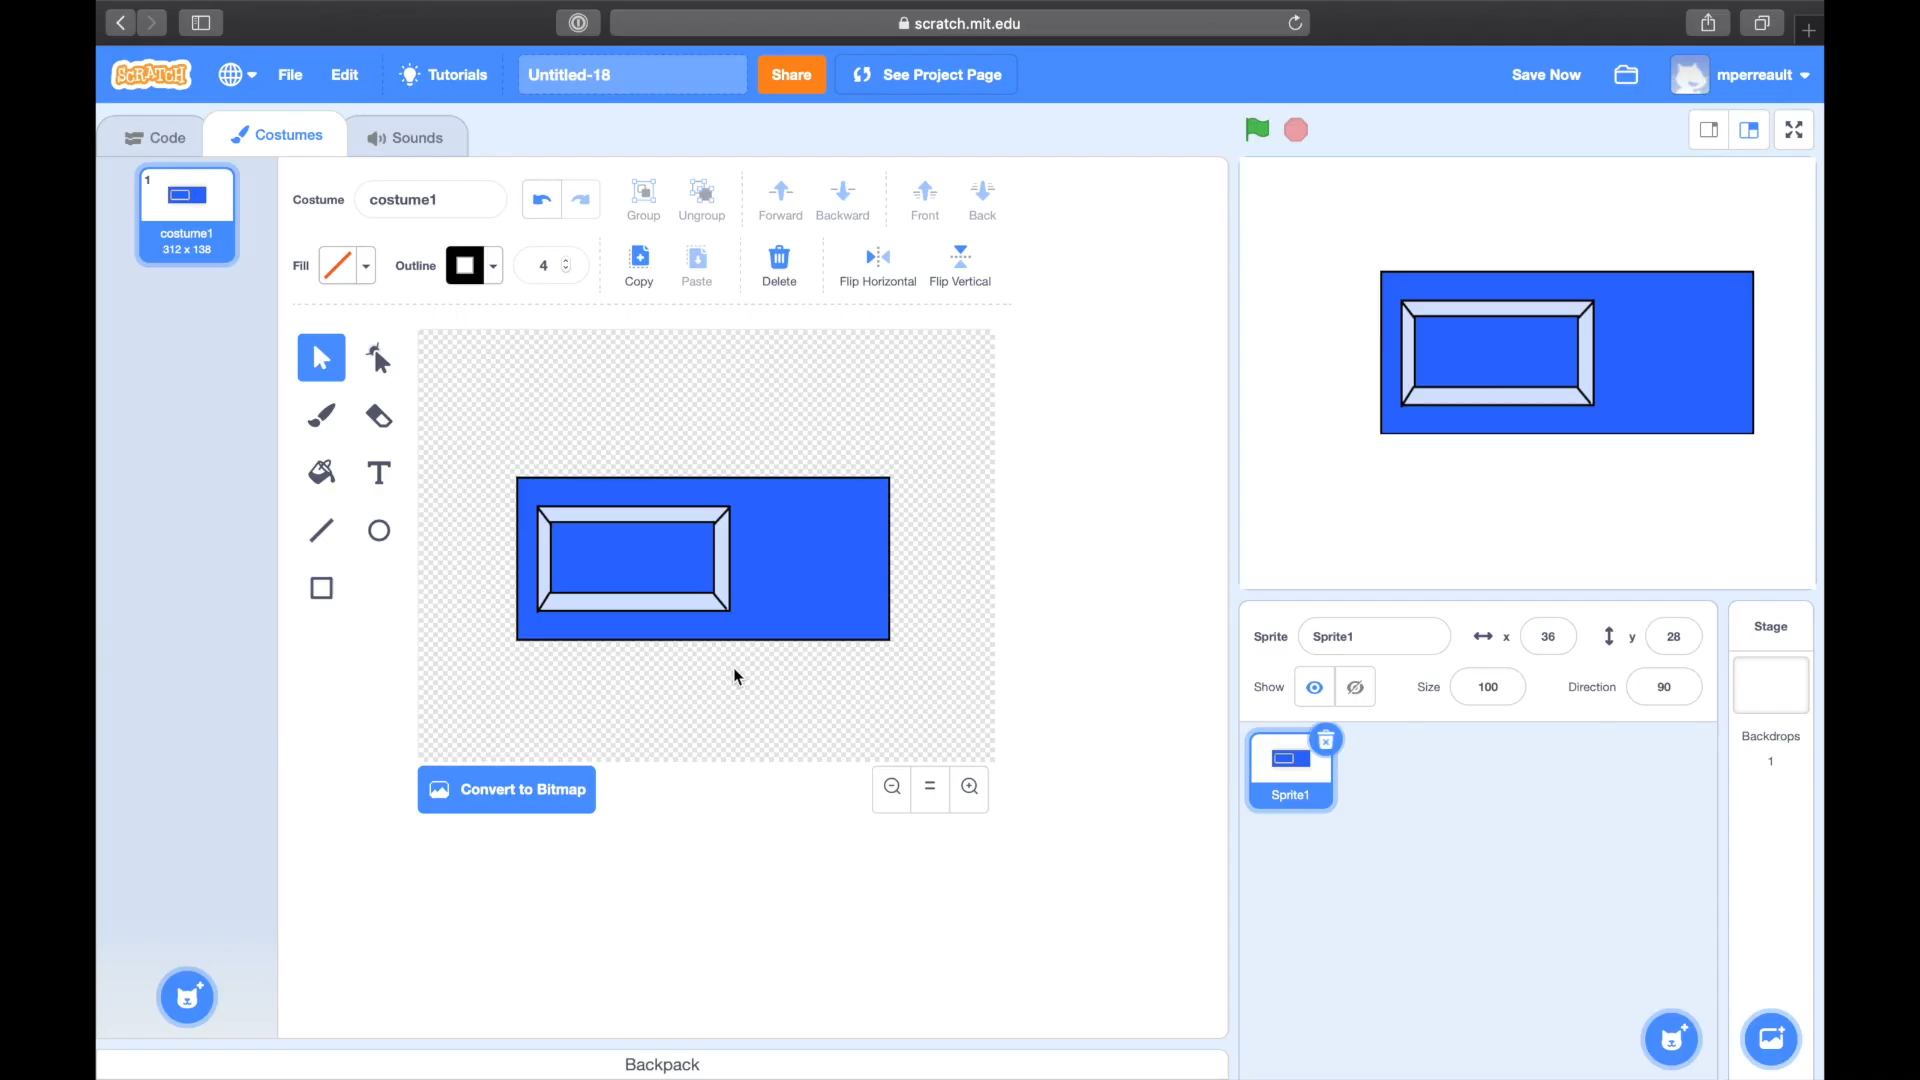 scratch.mit.edu
SCRATCH File Edit Tutorials Untitled-18 Share See Project Page Save Now mperreault
Code Costumes Sounds
1
costume1
312 x 138
Costume costume1 Group Ungroup Forward Backward Front Back
Fill Outline 4 Copy Paste Delete Flip Horizontal Flip Vertical
T
Convert to Bitmap
Sprite Sprite1 x 36 y 28
Show Size 100 Direction 90
Sprite1
Stage
Backdrops
1
Backpack